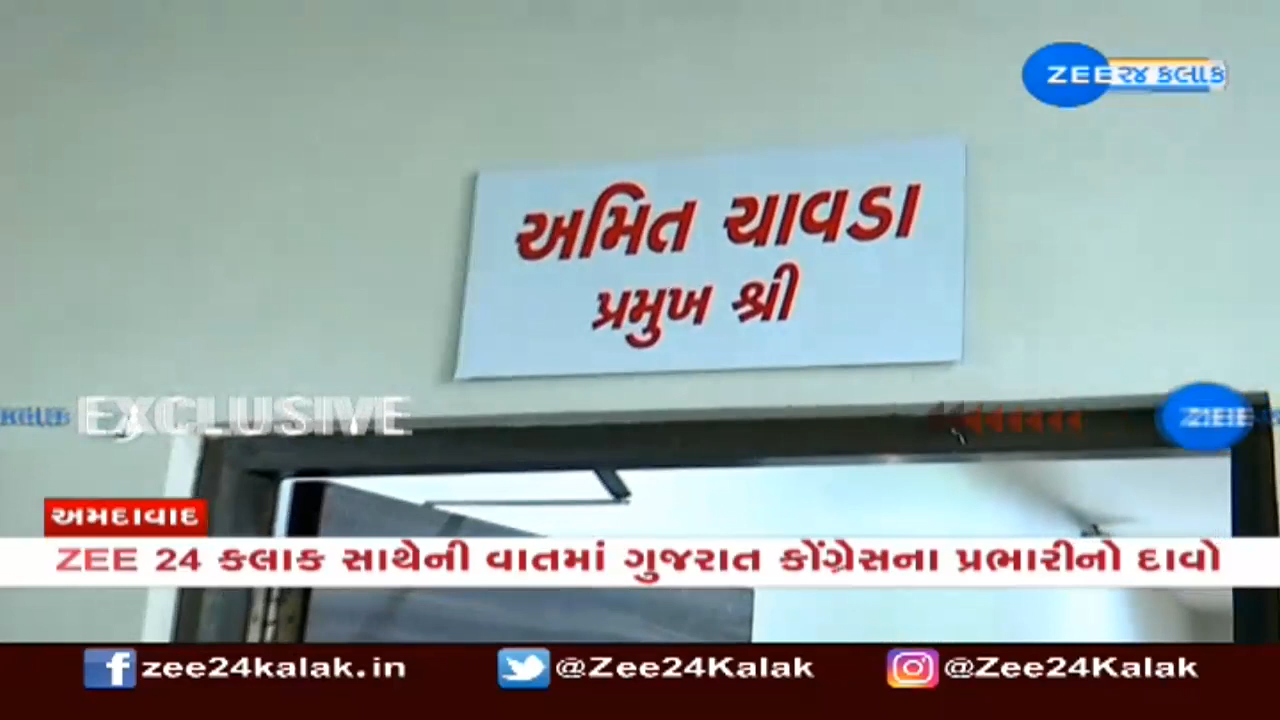 ZEE ૨૪ કલાક
અમિત ચાવડા
પ્રમુખ શ્રી
કલાક EXCLUSIVE ZEE
અમદાવાદ
ZEE 24 કલાક સાથેની વાતમાં ગુજરાત કોંગ્રેસના પ્રભારીનો દાવો
zee24kalak.in @Zee24Kalak @Zee24Kalak